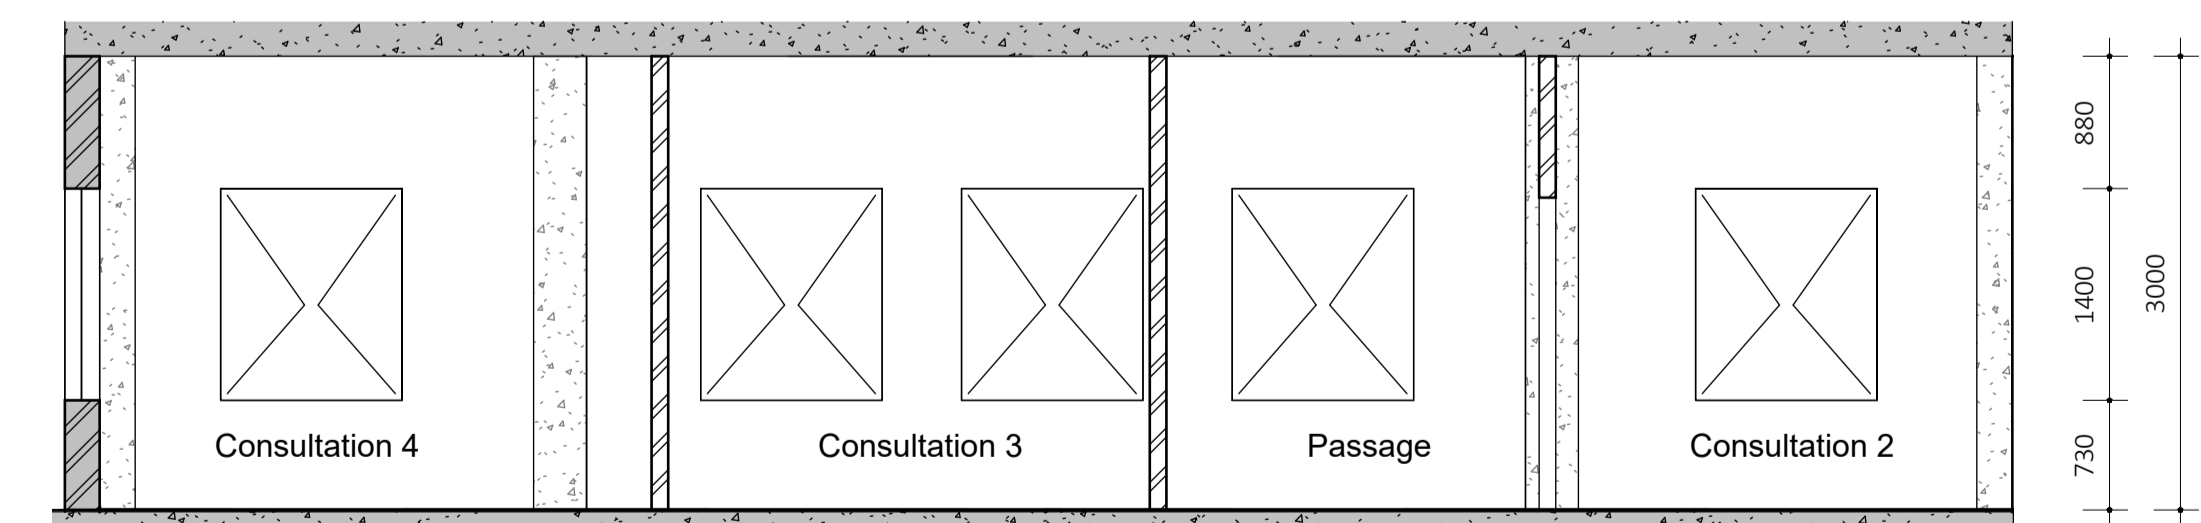 Consultation 4
Consultation 3
Passage
Consultation 2
880
1400
730
3000